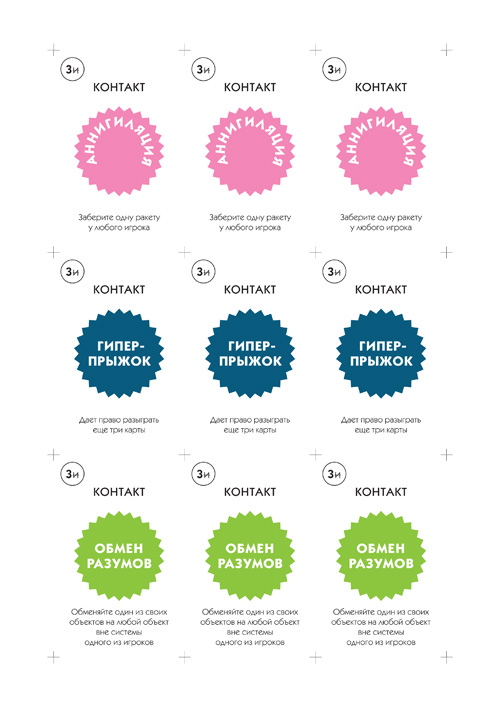 3и 3и 3и
КОНТАКТ КОНТАКТ КОНТАКТ
АННИГИЛЯЦИЯ АННИГИЛЯЦИЯ АННИГИЛЯЦИЯ
Заберите одну ракету Заберите одну ракету Заберите одну ракету
у любого игрока у любого игрока у любого игрока
3и 3и 3и
КОНТАКТ КОНТАКТ КОНТАКТ
ГИПЕР- ГИПЕР- ГИПЕР-
ПРЫЖОК ПРЫЖОК ПРЫЖОК
Дает право разыграть Дает право разыграть Дает право разыграть
еще три карты еще три карты еще три карты
3и 3и 3и
КОНТАКТ КОНТАКТ КОНТАКТ
ОБМЕН ОБМЕН ОБМЕН
РАЗУМОВ РАЗУМОВ РАЗУМОВ
Обменяйте один из своих Обменяйте один из своих Обменяйте один из своих
объектов на любой объект объектов на любой объект объектов на любой объект
вне системы вне системы вне системы
одного из игроков одного из игроков одного из игроков